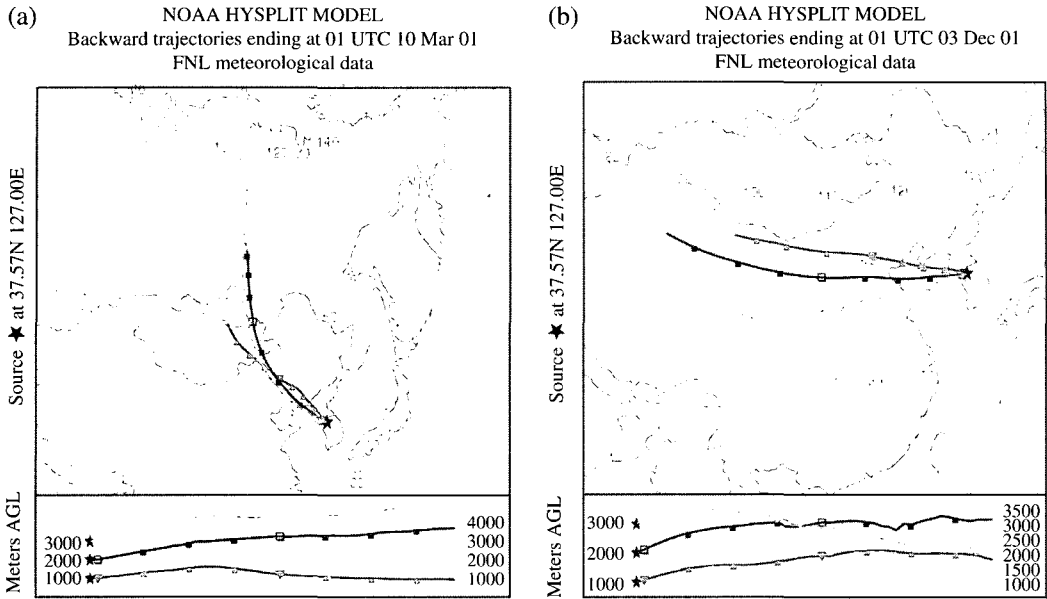 (a)
NOAA HYSPLIT MODEL
Backward trajectories ending at 01 UTC 10 Mar 01
FNL meteorological data
Source ★ at 37.57N 127.00E
Meters AGL
3000
2000
1000
4000
3000
2000
1000
(b)
NOAA HYSPLIT MODEL
Backward trajectories ending at 01 UTC 03 Dec 01
FNL meteorological data
Source ★ at 37.57N 127.00E
Meters AGL
3000
2000
1000
3500
3000
2500
2000
1500
1000